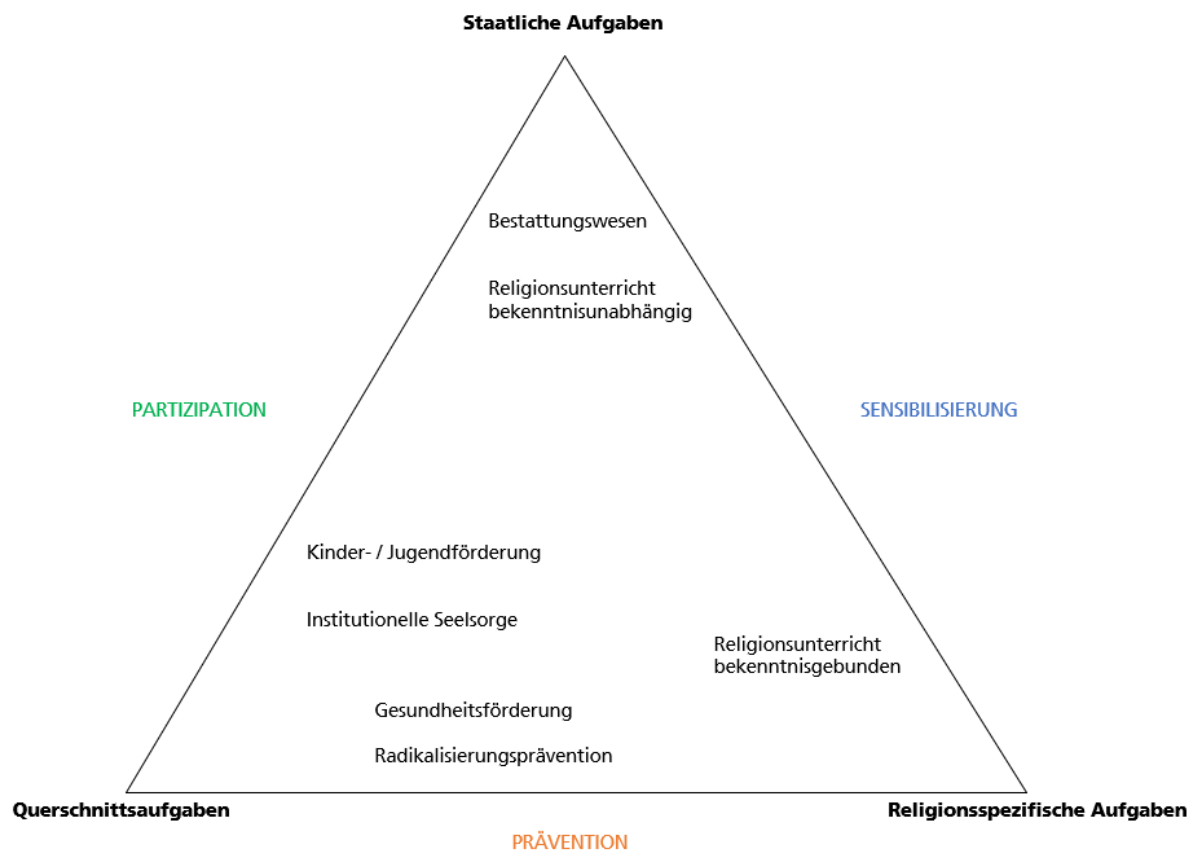 Staatliche Aufgaben
Bestattungswesen
Religionsunterricht
bekenntnisunabhängig
PARTIZIPATION
SENSIBILISIERUNG
Kinder- / Jugendförderung
Institutionelle Seelsorge
Religionsunterricht
bekenntnisgebunden
Gesundheitsförderung
Radikalisierungsprävention
Querschnittsaufgaben
Religionsspezifische Aufgaben
PRÄVENTION